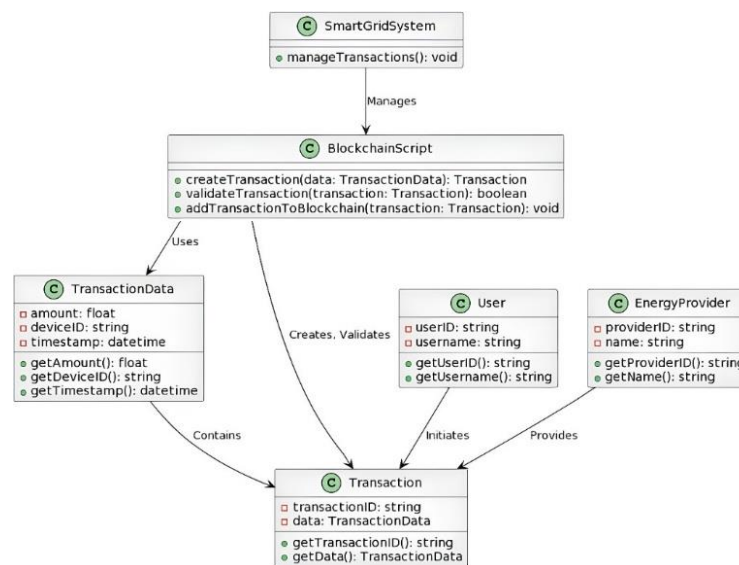 C SmartGridSystem
manageTransactions(): void
Manages
C BlockchainScript
createTransaction(data: TransactionData): Transaction
validateTransaction(transaction: Transaction): boolean
addTransactionToBlockchain(transaction: Transaction): void
Uses
C TransactionData
amount: float
deviceID: string
timestamp: datetime
getAmount(): float
getDeviceID(): string
getTimestamp(): datetime
Creates, Validates
C User
userID: string
username: string
getUserID(): string
getUsername(): string
C EnergyProvider
providerID: string
name: string
getProviderID(): string
getName(): string
Contains
Initiates
Provides
C Transaction
transactionID: string
data: TransactionData
getTransactionID(): string
getData(): TransactionData